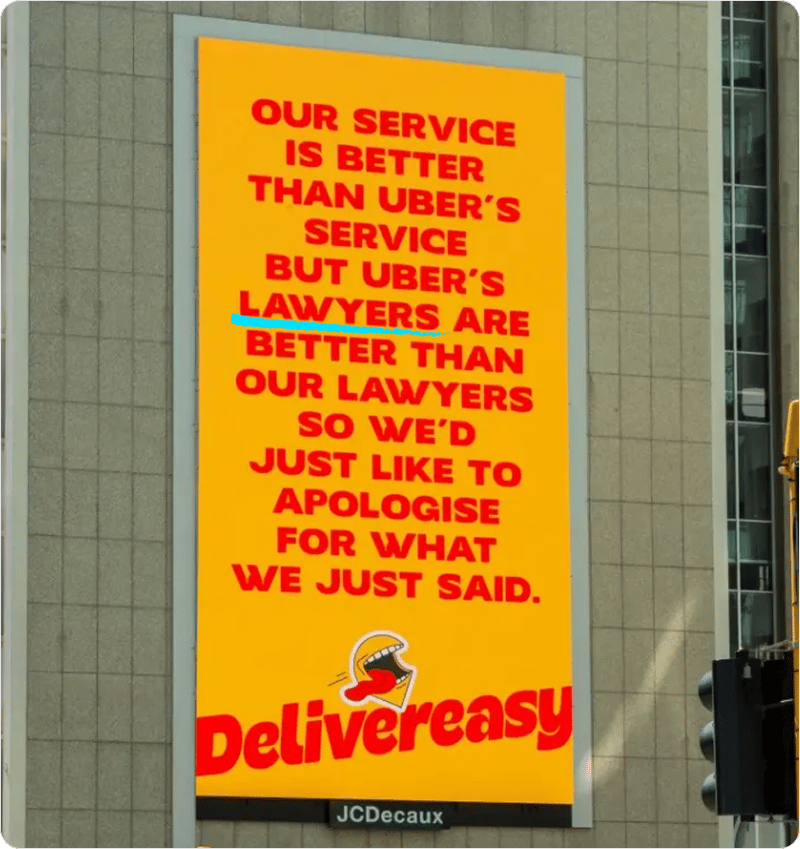 OUR SERVICE
IS BETTER
THAN UBER'S
SERVICE
BUT UBER'S
LAWYERS ARE
BETTER THAN
OUR LAWYERS
SO WE'D
JUST LIKE TO
APOLOGISE
FOR WHAT
WE JUST SAID.
Delivereasy
JCDecaux